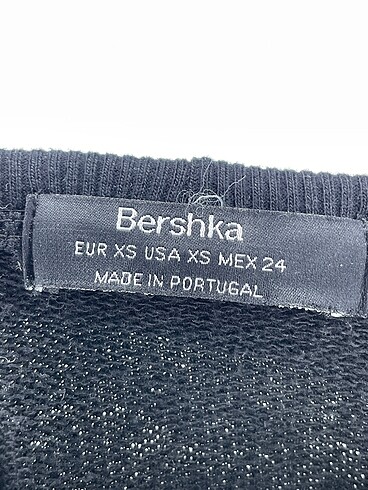 Bershka
EUR XS USA XS MEX 24
MADE IN PORTUGAL